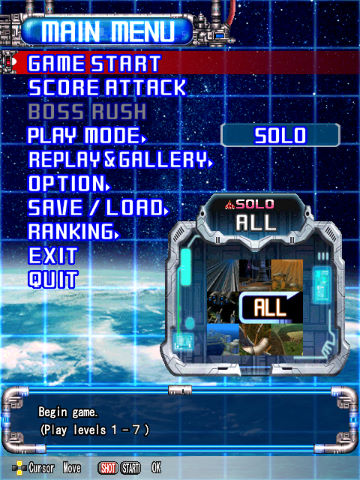 MAIN MENU
GAME START
SCORE ATTACK
BOSS RUSH
PLAY MODE
SOLO
REPLAY&GALLERY
OPTION
SAVE / LOAD
RANKING
EXIT
QUIT
SOLO
ALL
ALL
Begin game.
(Play levels 1 - 7 )
Cursor Move SHOT START OK